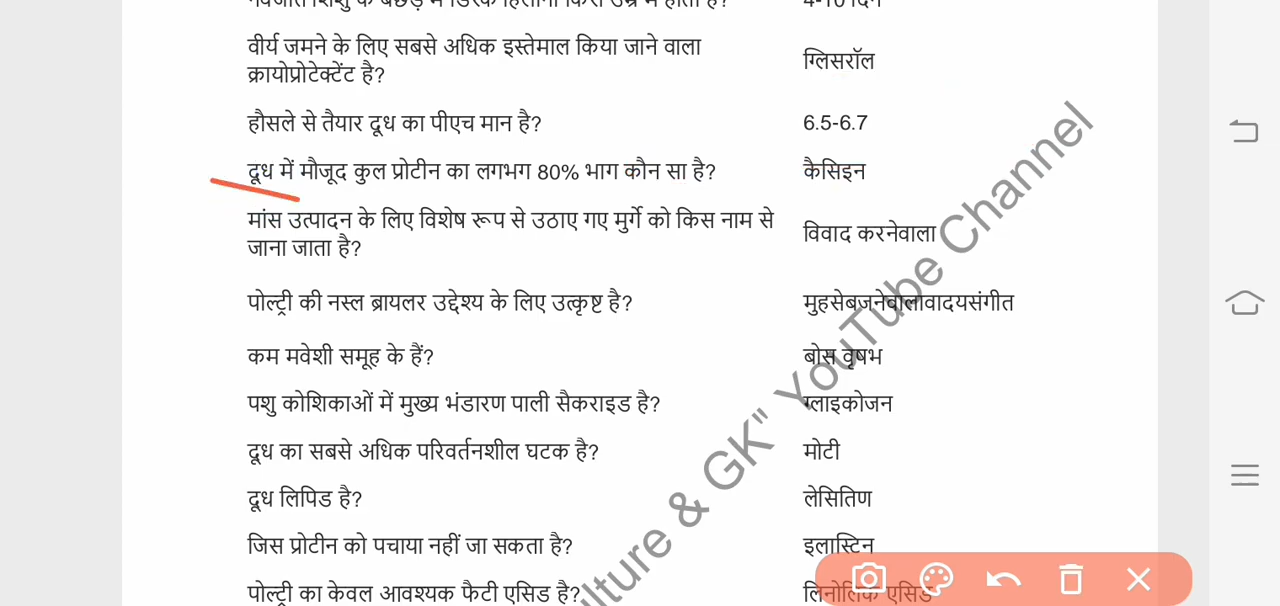 वीर्य जमने के लिए सबसे अधिक इस्तेमाल किया जाने वाला
क्रायोप्रोटेक्टेंट है?
ग्लिसरॉल
हौसले से तैयार दूध का पीएच मान है?
6.5-6.7
दूध में मौजूद कुल प्रोटीन का लगभग 80% भाग कौन सा है?
कैसिइन
मांस उत्पादन के लिए विशेष रूप से उठाए गए मुर्गे को किस नाम से
जाना जाता है?
विवाद करनेवाला
पोल्ट्री की नस्ल ब्रायलर उद्देश्य के लिए उत्कृष्ट है?
मुहसेबजनेवालावादयसंगीत
कम मवेशी समूह के हैं?
बोस वृषभ
पशु कोशिकाओं में मुख्य भंडारण पाली सैकराइड है?
ग्लाइकोजन
दूध का सबसे अधिक परिवर्तनशील घटक है?
मोटी
दूध लिपिड है?
लेसितिण
जिस प्रोटीन को पचाया नहीं जा सकता है?
इलास्टिन
पोल्ट्री का केवल आवश्यक फैटी एसिड है?
लिनोलिक एसिड
& GK" YouTube Channel